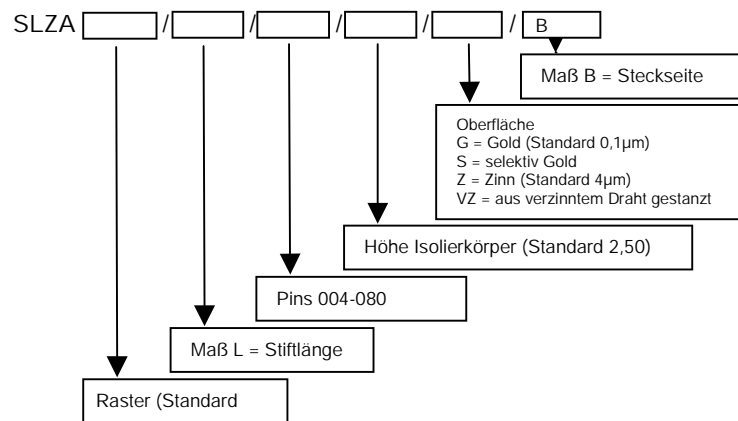 SLZA / / / / / B
Maß B = Steckseite
Oberfläche
G = Gold (Standard 0,1µm)
S = selektiv Gold
Z = Zinn (Standard 4µm)
VZ = aus verzinntem Draht gestanzt
Höhe Isolierkörper (Standard 2,50)
Pins 004-080
Maß L = Stiftlänge
Raster (Standard